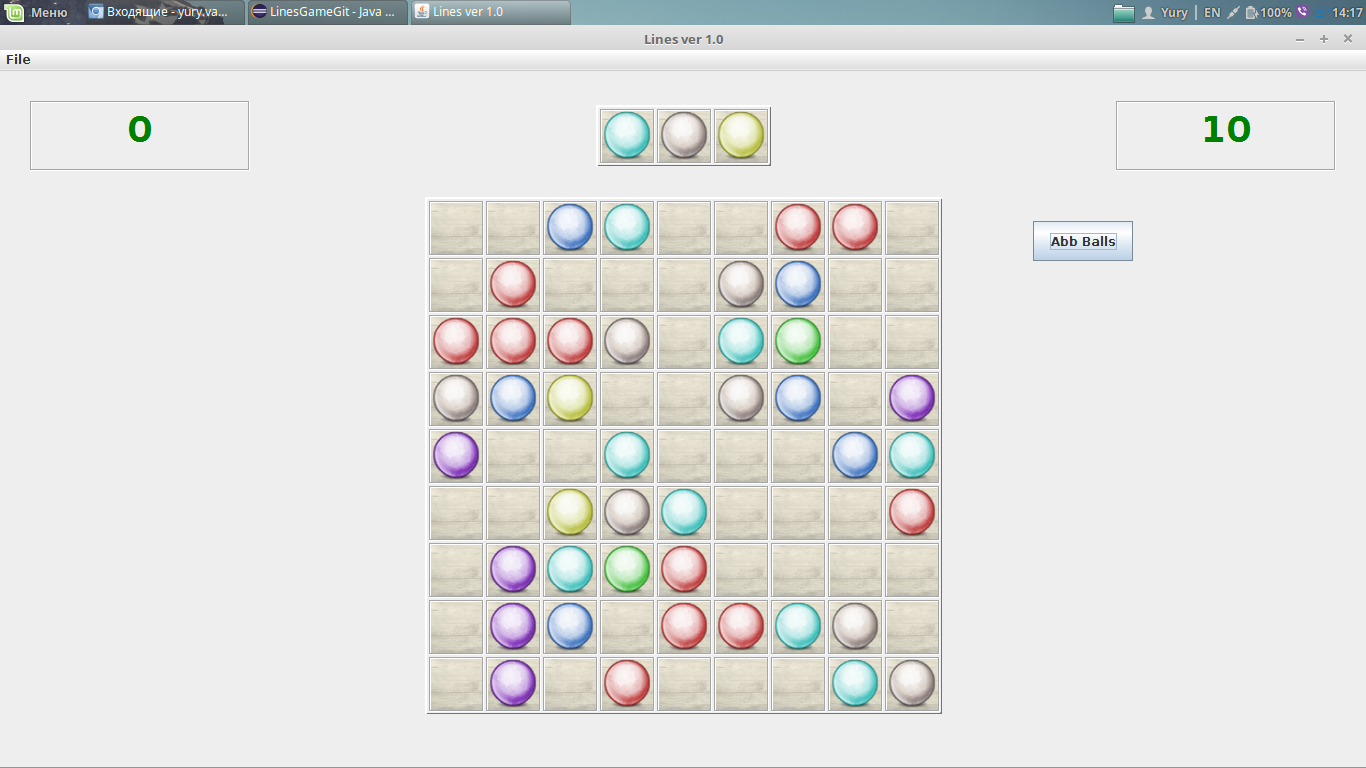 Меню
Входящие - yury.va...
LinesGameGit - Java ...
Lines ver 1.0
Yury
EN
100%
14:17
Lines ver 1.0
File
0
10
Abb Balls